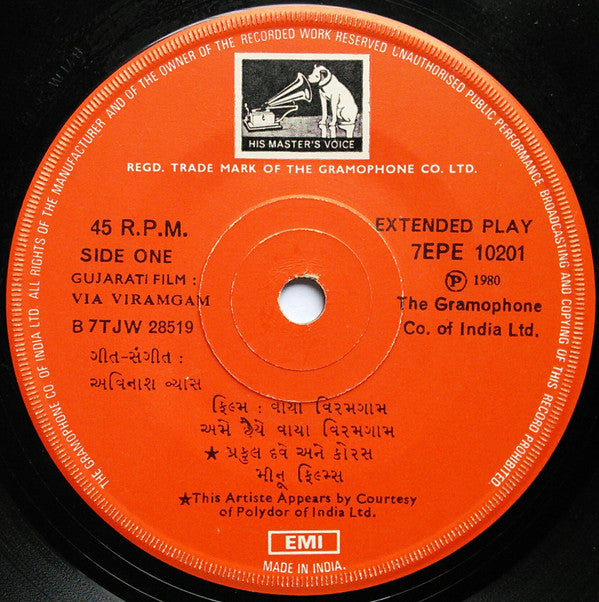 THE GRAMOPHONE CO. OF INDIA LTD. ALL RIGHTS OF THE MANUFACTURER AND OF THE OWNER OF THE RECORDED WORK RESERVED UNAUTHORISED PUBLIC PERFORMANCE BROADCASTING AND COPYING OF THIS RECORD PROHIBITED.
HIS MASTER'S VOICE
REGD. TRADE MARK OF THE GRAMOPHONE CO. LTD.
45 R.P.M.
SIDE ONE
GUJARATI FILM :
VIA VIRAMGAM
B 7TJW 28519
ગીત-સંગીત :
અવિનાશ વ્યાસ
EXTENDED PLAY
7EPE 10201
Ⓟ 1980
The Gramophone
Co. of India Ltd.
ફિલ્મ : વાયા વિરમગામ
અમે હૈયે વાયા વિરમગામ
★ પ્રફુલ દવે અને કોરસ
મીનૂ ફિલ્મ્સ
★This Artiste Appears by Courtesy
of Polydor of India Ltd.
EMI
MADE IN INDIA.